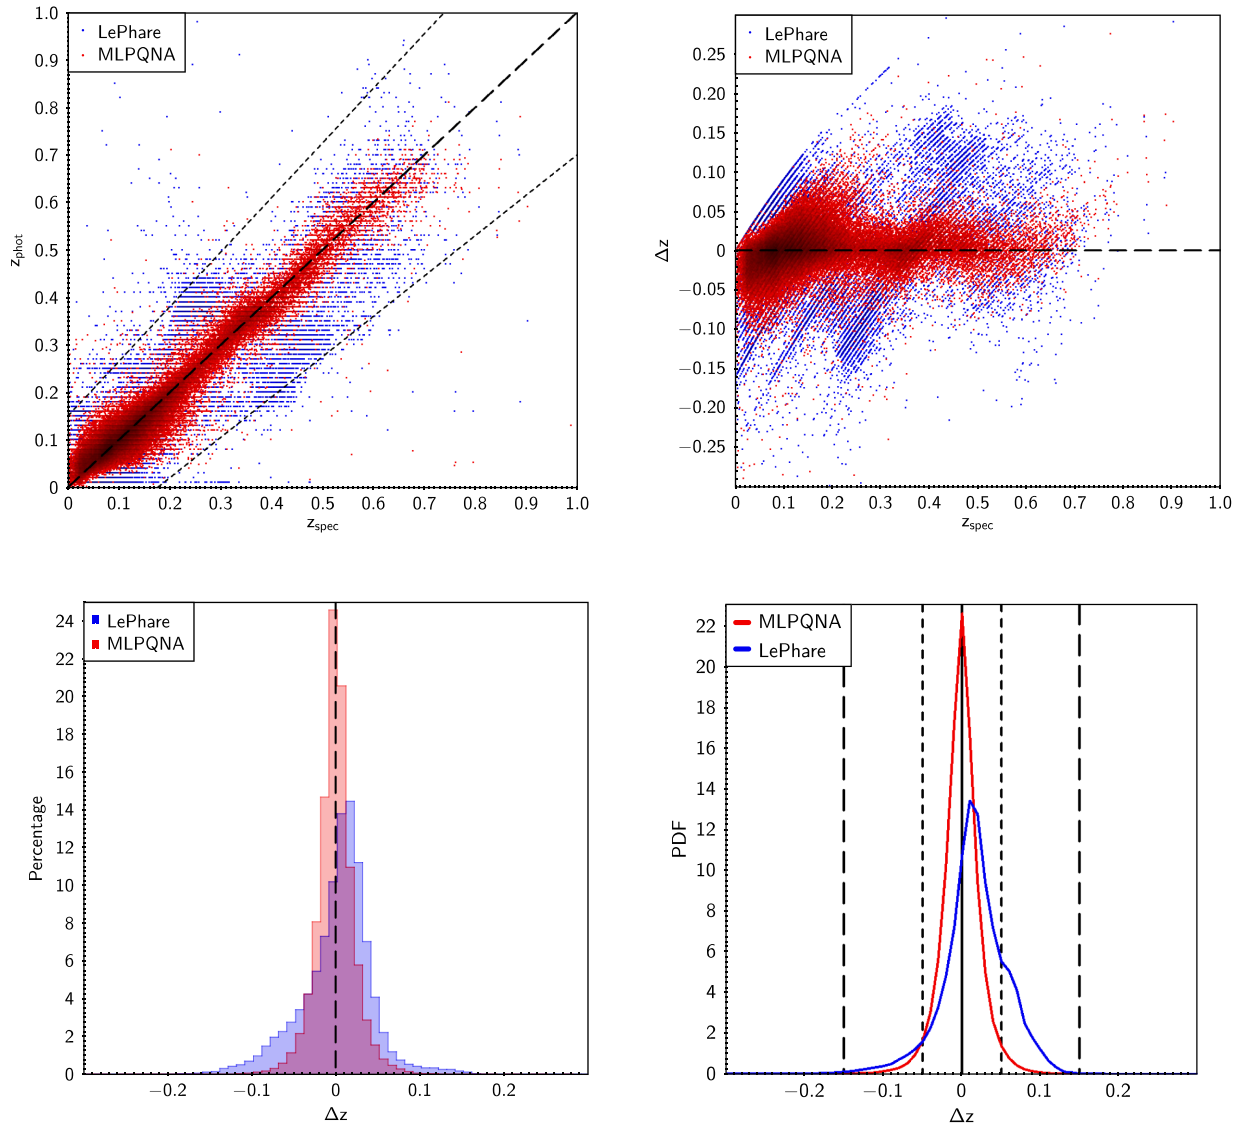 LePhare
MLPQNA
1.0
0.9
0.8
0.7
0.6
0.5
0.4
0.3
0.2
0.1
0
zphot
0 0.1 0.2 0.3 0.4 0.5 0.6 0.7 0.8 0.9 1.0
zspec
LePhare
MLPQNA
0.25
0.20
0.15
0.10
0.05
0
−0.05
−0.10
−0.15
−0.20
−0.25
Δz
0 0.1 0.2 0.3 0.4 0.5 0.6 0.7 0.8 0.9 1.0
zspec
LePhare
MLPQNA
24
22
20
18
16
14
12
10
8
6
4
2
0
Percentage
−0.2 −0.1 0 0.1 0.2
Δz
MLPQNA
LePhare
22
20
18
16
14
12
10
8
6
4
2
0
PDF
−0.2 −0.1 0 0.1 0.2
Δz